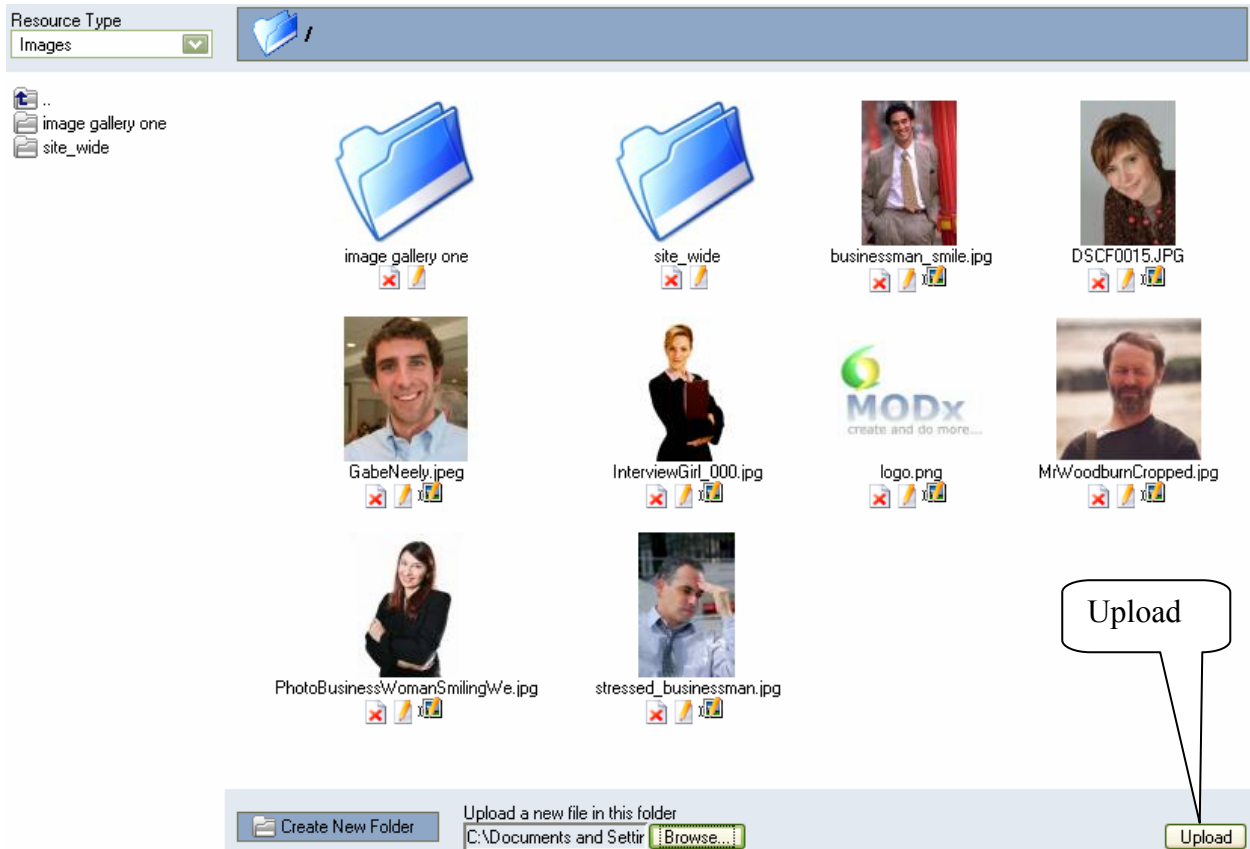 Resource Type
Images
/
..
image gallery one
site_wide
image gallery one
site_wide
businessman_smile.jpg
DSCF0015.JPG
MODx
create and do more...
GabeNeely.jpeg
InterviewGirl_000.jpg
logo.png
MrWoodburnCropped.jpg
PhotoBusinessWomanSmilingWe.jpg
stressed_businessman.jpg
Upload
Create New Folder
Upload a new file in this folder
C:\Documents and Settir
Browse...
Upload